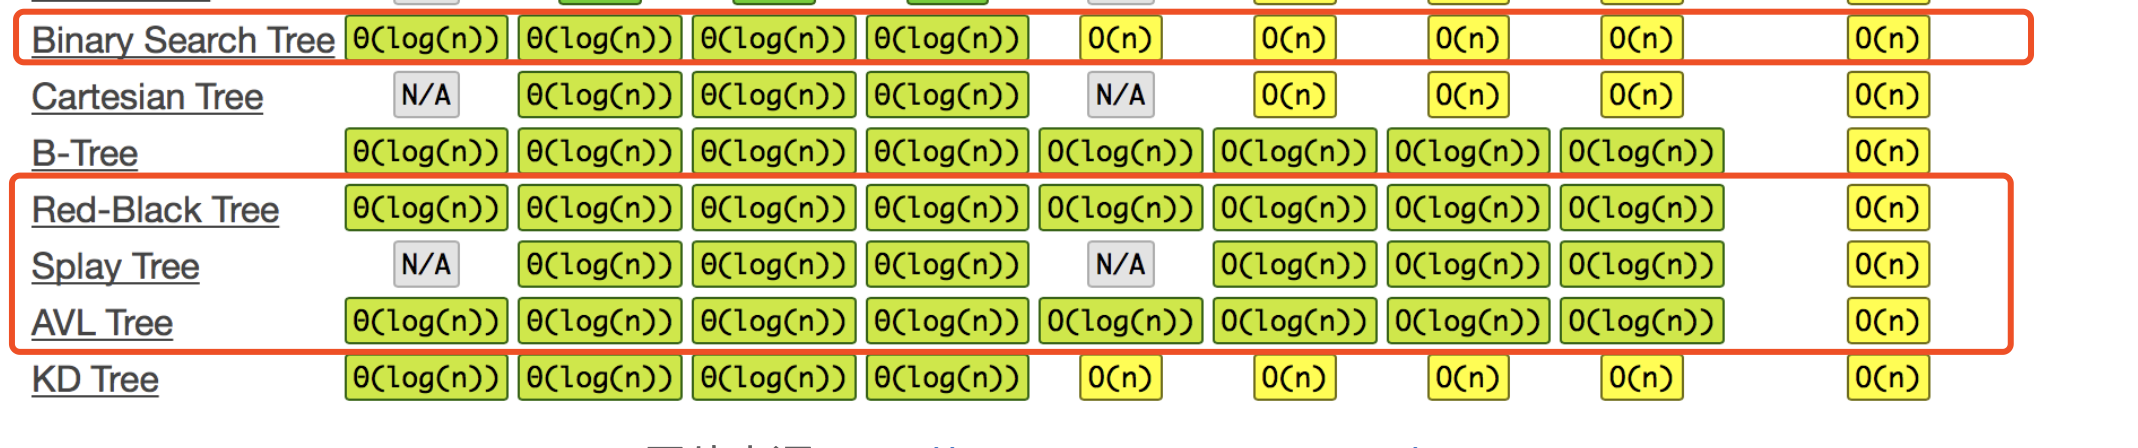 Binary Search Tree Θ(log(n)) Θ(log(n)) Θ(log(n)) Θ(log(n)) O(n) O(n) O(n) O(n) O(n)
Cartesian Tree N/A Θ(log(n)) Θ(log(n)) Θ(log(n)) N/A O(n) O(n) O(n) O(n)
B-Tree Θ(log(n)) Θ(log(n)) Θ(log(n)) Θ(log(n)) O(log(n)) O(log(n)) O(log(n)) O(log(n)) O(n)
Red-Black Tree Θ(log(n)) Θ(log(n)) Θ(log(n)) Θ(log(n)) O(log(n)) O(log(n)) O(log(n)) O(log(n)) O(n)
Splay Tree N/A Θ(log(n)) Θ(log(n)) Θ(log(n)) N/A O(log(n)) O(log(n)) O(log(n)) O(n)
AVL Tree Θ(log(n)) Θ(log(n)) Θ(log(n)) Θ(log(n)) O(log(n)) O(log(n)) O(log(n)) O(log(n)) O(n)
KD Tree Θ(log(n)) Θ(log(n)) Θ(log(n)) Θ(log(n)) O(n) O(n) O(n) O(n) O(n)